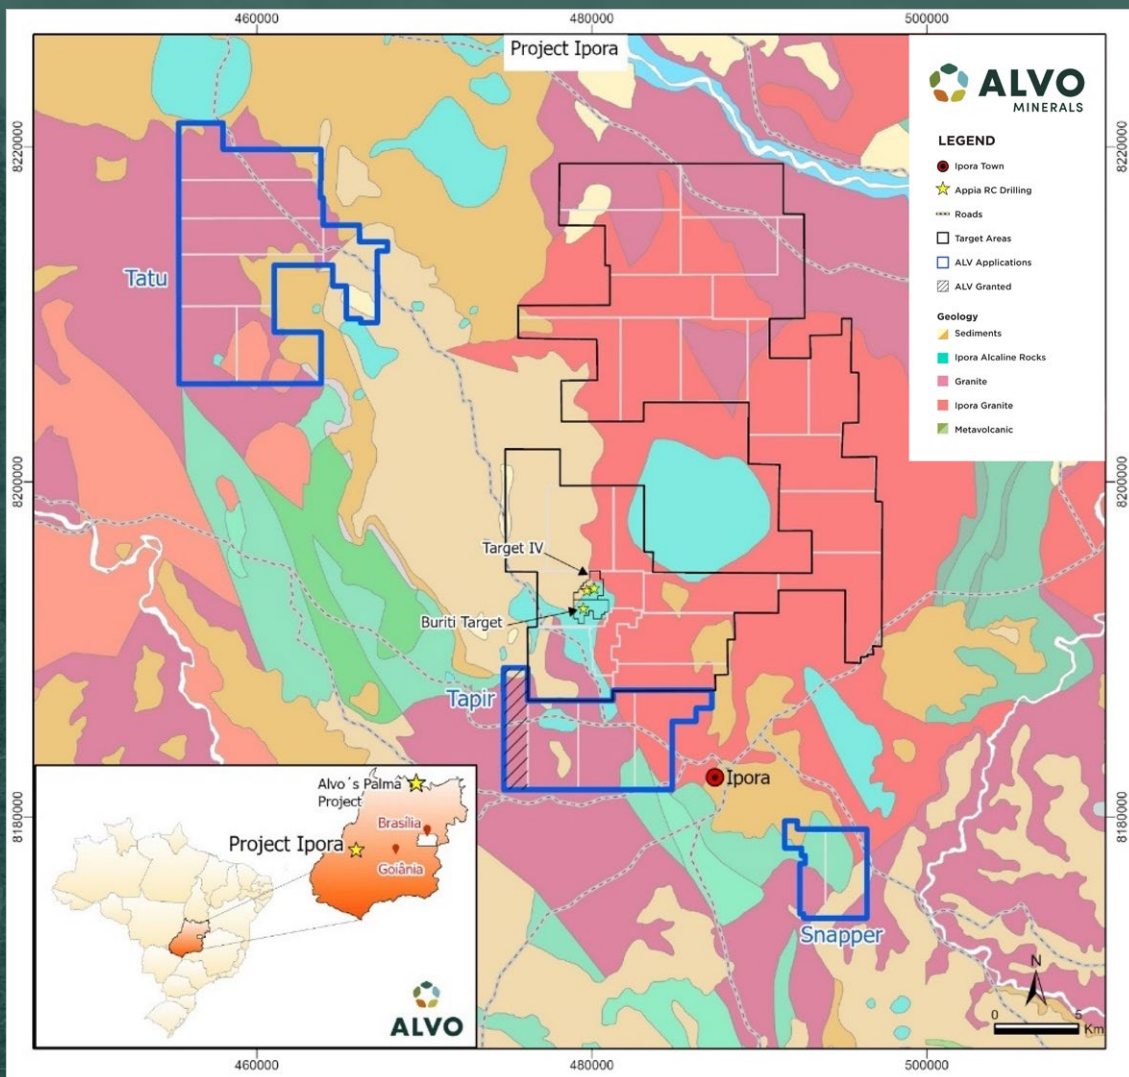 460000
480000
500000
Project Ipora
ALVO
MINERALS
LEGEND
Ipora Town
Appia RC Drilling
Roads
Target Areas
ALV Applications
ALV Granted
Geology
Sediments
Ipora Alcaline Rocks
Granite
Ipora Granite
Metavolcanic
8220000
8220000
Tatu
8200000
8200000
Target IV
Buriti Target
Tapir
Ipora
8180000
8180000
Snapper
Alvo´s Palma
Project
Brasília
Project Ipora
Goiânia
ALVO
N
0 5
Km
460000
480000
500000